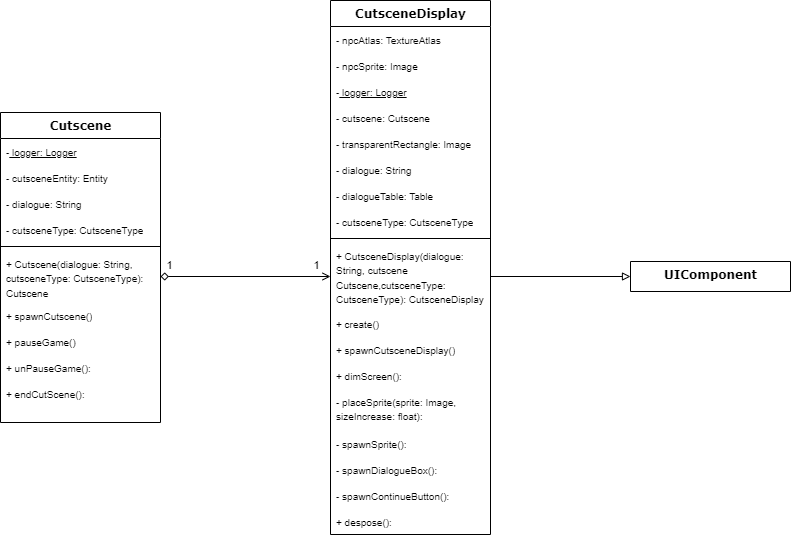 Cutscene
- logger: Logger
- cutsceneEntity: Entity
- dialogue: String
- cutsceneType: CutsceneType
+ Cutscene(dialogue: String,
cutsceneType: CutsceneType):
Cutscene
+ spawnCutscene()
+ pauseGame()
+ unPauseGame():
+ endCutScene():
1
1
CutsceneDisplay
- npcAtlas: TextureAtlas
- npcSprite: Image
- logger: Logger
- cutscene: Cutscene
- transparentRectangle: Image
- dialogue: String
- dialogueTable: Table
- cutsceneType: CutsceneType
+ CutsceneDisplay(dialogue:
String, cutscene
Cutscene,cutsceneType:
CutsceneType): CutsceneDisplay
+ create()
+ spawnCutsceneDisplay()
+ dimScreen():
- placeSprite(sprite: Image,
sizeIncrease: float):
- spawnSprite():
- spawnDialogueBox():
- spawnContinueButton():
+ despose():
UIComponent